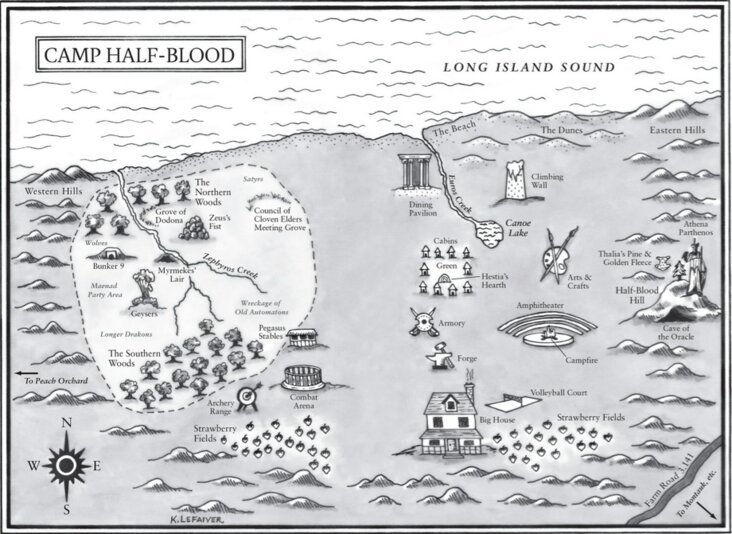 CAMP HALF-BLOOD
LONG ISLAND SOUND
The Beach
The Dunes
Eastern Hills
Western Hills
The
Northern
Woods
Satyrs
Grove of
Dodona
Zeus's
Fist
Council of
Cloven Elders
Meeting Grove
Dining
Pavilion
Eunus Creek
Climbing
Wall
Canoe
Lake
Athena
Parthenos
Wolves
Bunker 9
Myrmekes'
Lair
Zephyros Creek
Cabins
Green
Hestia's
Hearth
Arts &
Crafts
Thalia's Pine &
Golden Fleece
Half-Blood
Hill
Maenad
Party Area
Geysers
Wreckage of
Old Automatons
Amphitheater
Cave of
the Oracle
Longer Drakons
Pegasus
Stables
Armory
The Southern
Woods
Forge
Campfire
To Peach Orchard
Archery
Range
Combat
Arena
Volleyball Court
Big House
Strawberry Fields
Strawberry
Fields
N
W
E
S
Farm Road 3.141
To Montauk, etc.
K. LEFAIVER